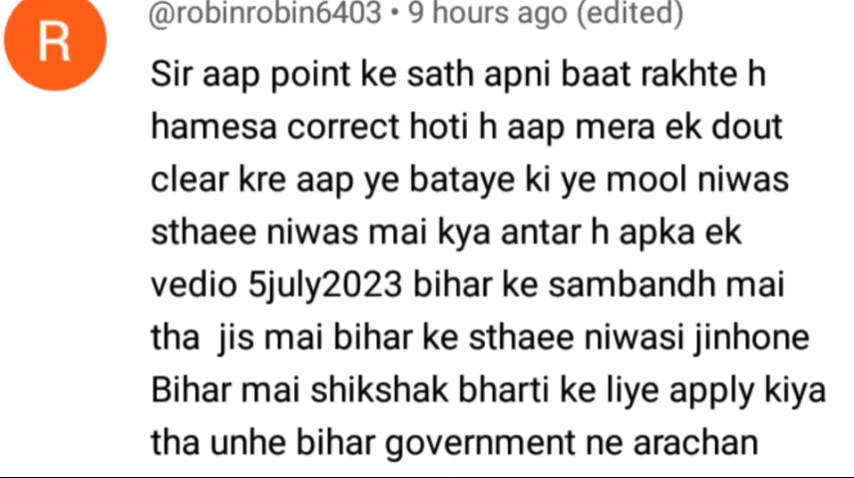 R
@robinrobin6403 • 9 hours ago (edited)
Sir aap point ke sath apni baat rakhte h
hamesa correct hoti h aap mera ek dout
clear kre aap ye bataye ki ye mool niwas
sthaee niwas mai kya antar h apka ek
vedio 5july2023 bihar ke sambandh mai
tha  jis mai bihar ke sthaee niwasi jinhone
Bihar mai shikshak bharti ke liye apply kiya
tha unhe bihar government ne arachan